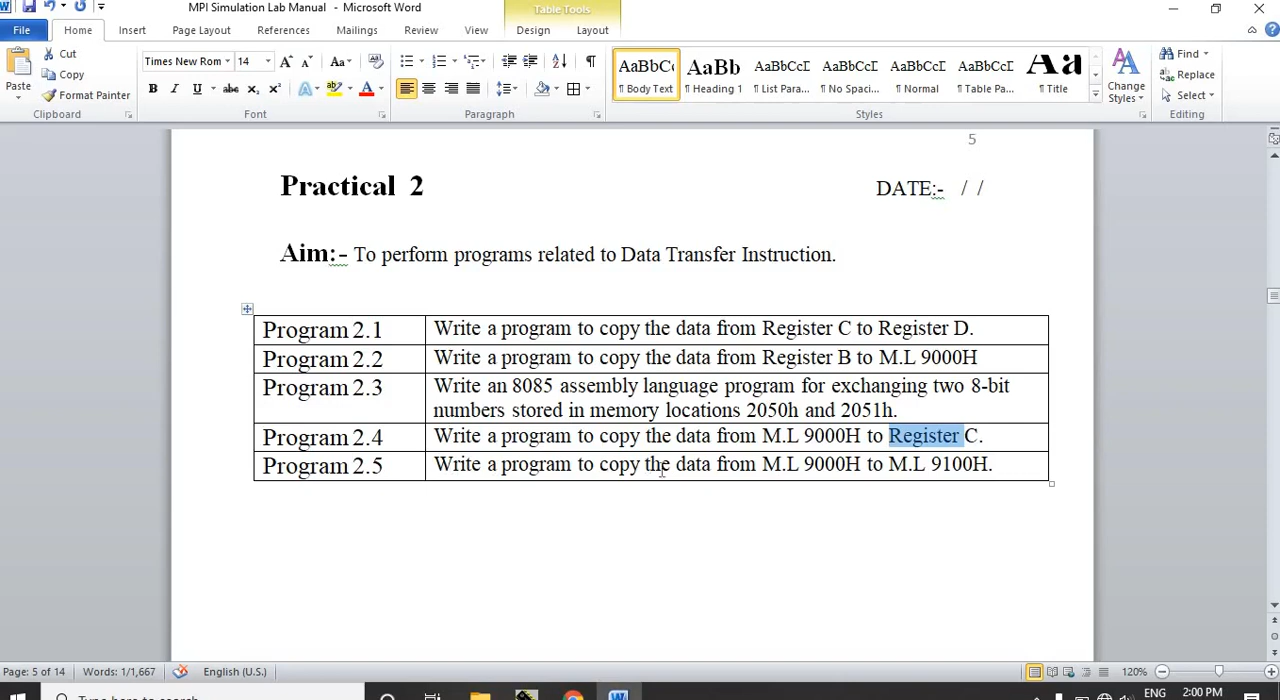 MPI Simulation Lab Manual - Microsoft Word
Table Tools
File Home Insert Page Layout References Mailings Review View Design Layout
Paste
Cut
Copy
Format Painter
Times New Rom 14
AaBbCc AaBb AaBbCcI AaBbCcI AaBbCcI AaBbCcI AaBb
¶ Body Text ¶ Heading 1 ¶ List Para... ¶ No Spaci... ¶ Normal ¶ Table Pa... ¶ Title
Change Styles
Find
Replace
Select
Clipboard Font Paragraph Styles Editing
5
Practical 2 DATE:- / /
Aim:- To perform programs related to Data Transfer Instruction.
Program 2.1 Write a program to copy the data from Register C to Register D.
Program 2.2 Write a program to copy the data from Register B to M.L 9000H
Program 2.3 Write an 8085 assembly language program for exchanging two 8-bit
numbers stored in memory locations 2050h and 2051h.
Program 2.4 Write a program to copy the data from M.L 9000H to Register C.
Program 2.5 Write a program to copy the data from M.L 9000H to M.L 9100H.
Page: 5 of 14 Words: 1/1,667 English (U.S.) 120%
ENG 2:00 PM